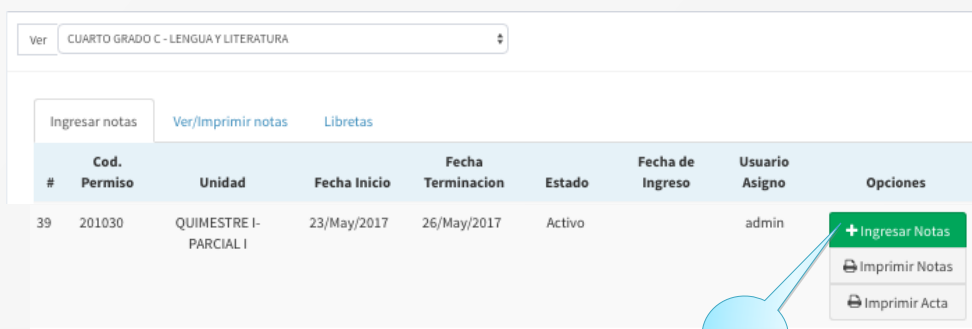 Ver CUARTO GRADO C - LENGUA Y LITERATURA
Ingresar notas Ver/Imprimir notas Libretas
# Cod. Permiso Unidad Fecha Inicio Fecha Terminacion Estado Fecha de Ingreso Usuario Asigno Opciones
39 201030 QUIMESTRE I- PARCIAL I 23/May/2017 26/May/2017 Activo admin
Ingresar Notas
Imprimir Notas
Imprimir Acta